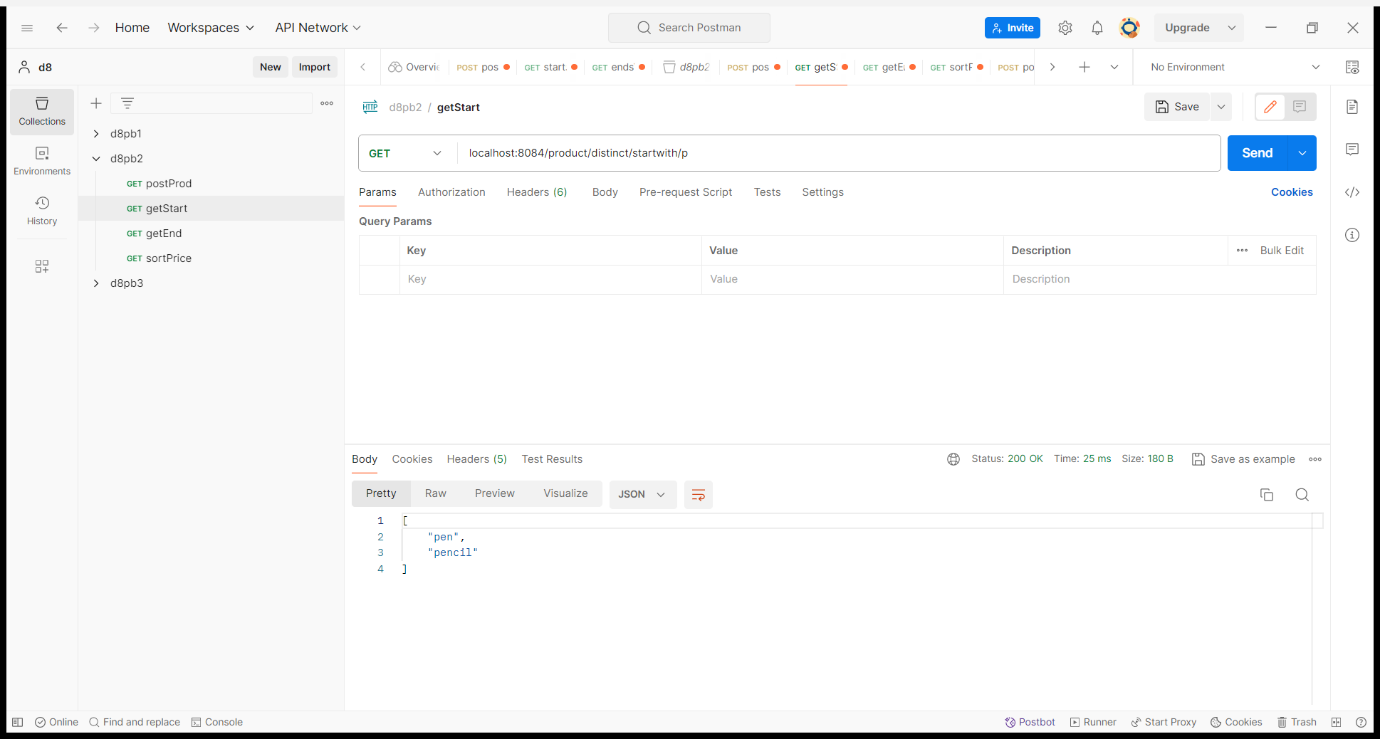 Home Workspaces API Network Search Postman Invite Upgrade
d8 New Import Overvi POST pos GET start. GET ends GET d8pb2 POST pos GET getS GET getE GET sortF POST po No Environment
Collections
Environments
History
d8pb1
d8pb2
GET postProd
GET getStart
GET getEnd
GET sortPrice
d8pb3
HTTP d8pb2 / getStart Save
GET localhost:8084/product/distinct/startwith/p Send
Params Authorization Headers (6) Body Pre-request Script Tests Settings Cookies
Query Params
Key Value Description Bulk Edit
Key Value Description
Body Cookies Headers (5) Test Results Status: 200 OK Time: 25 ms Size: 180 B Save as example
Pretty Raw Preview Visualize JSON
1 [
2 "pen",
3 "pencil"
4 ]
Online Find and replace Console Postbot Runner Start Proxy Cookies Trash